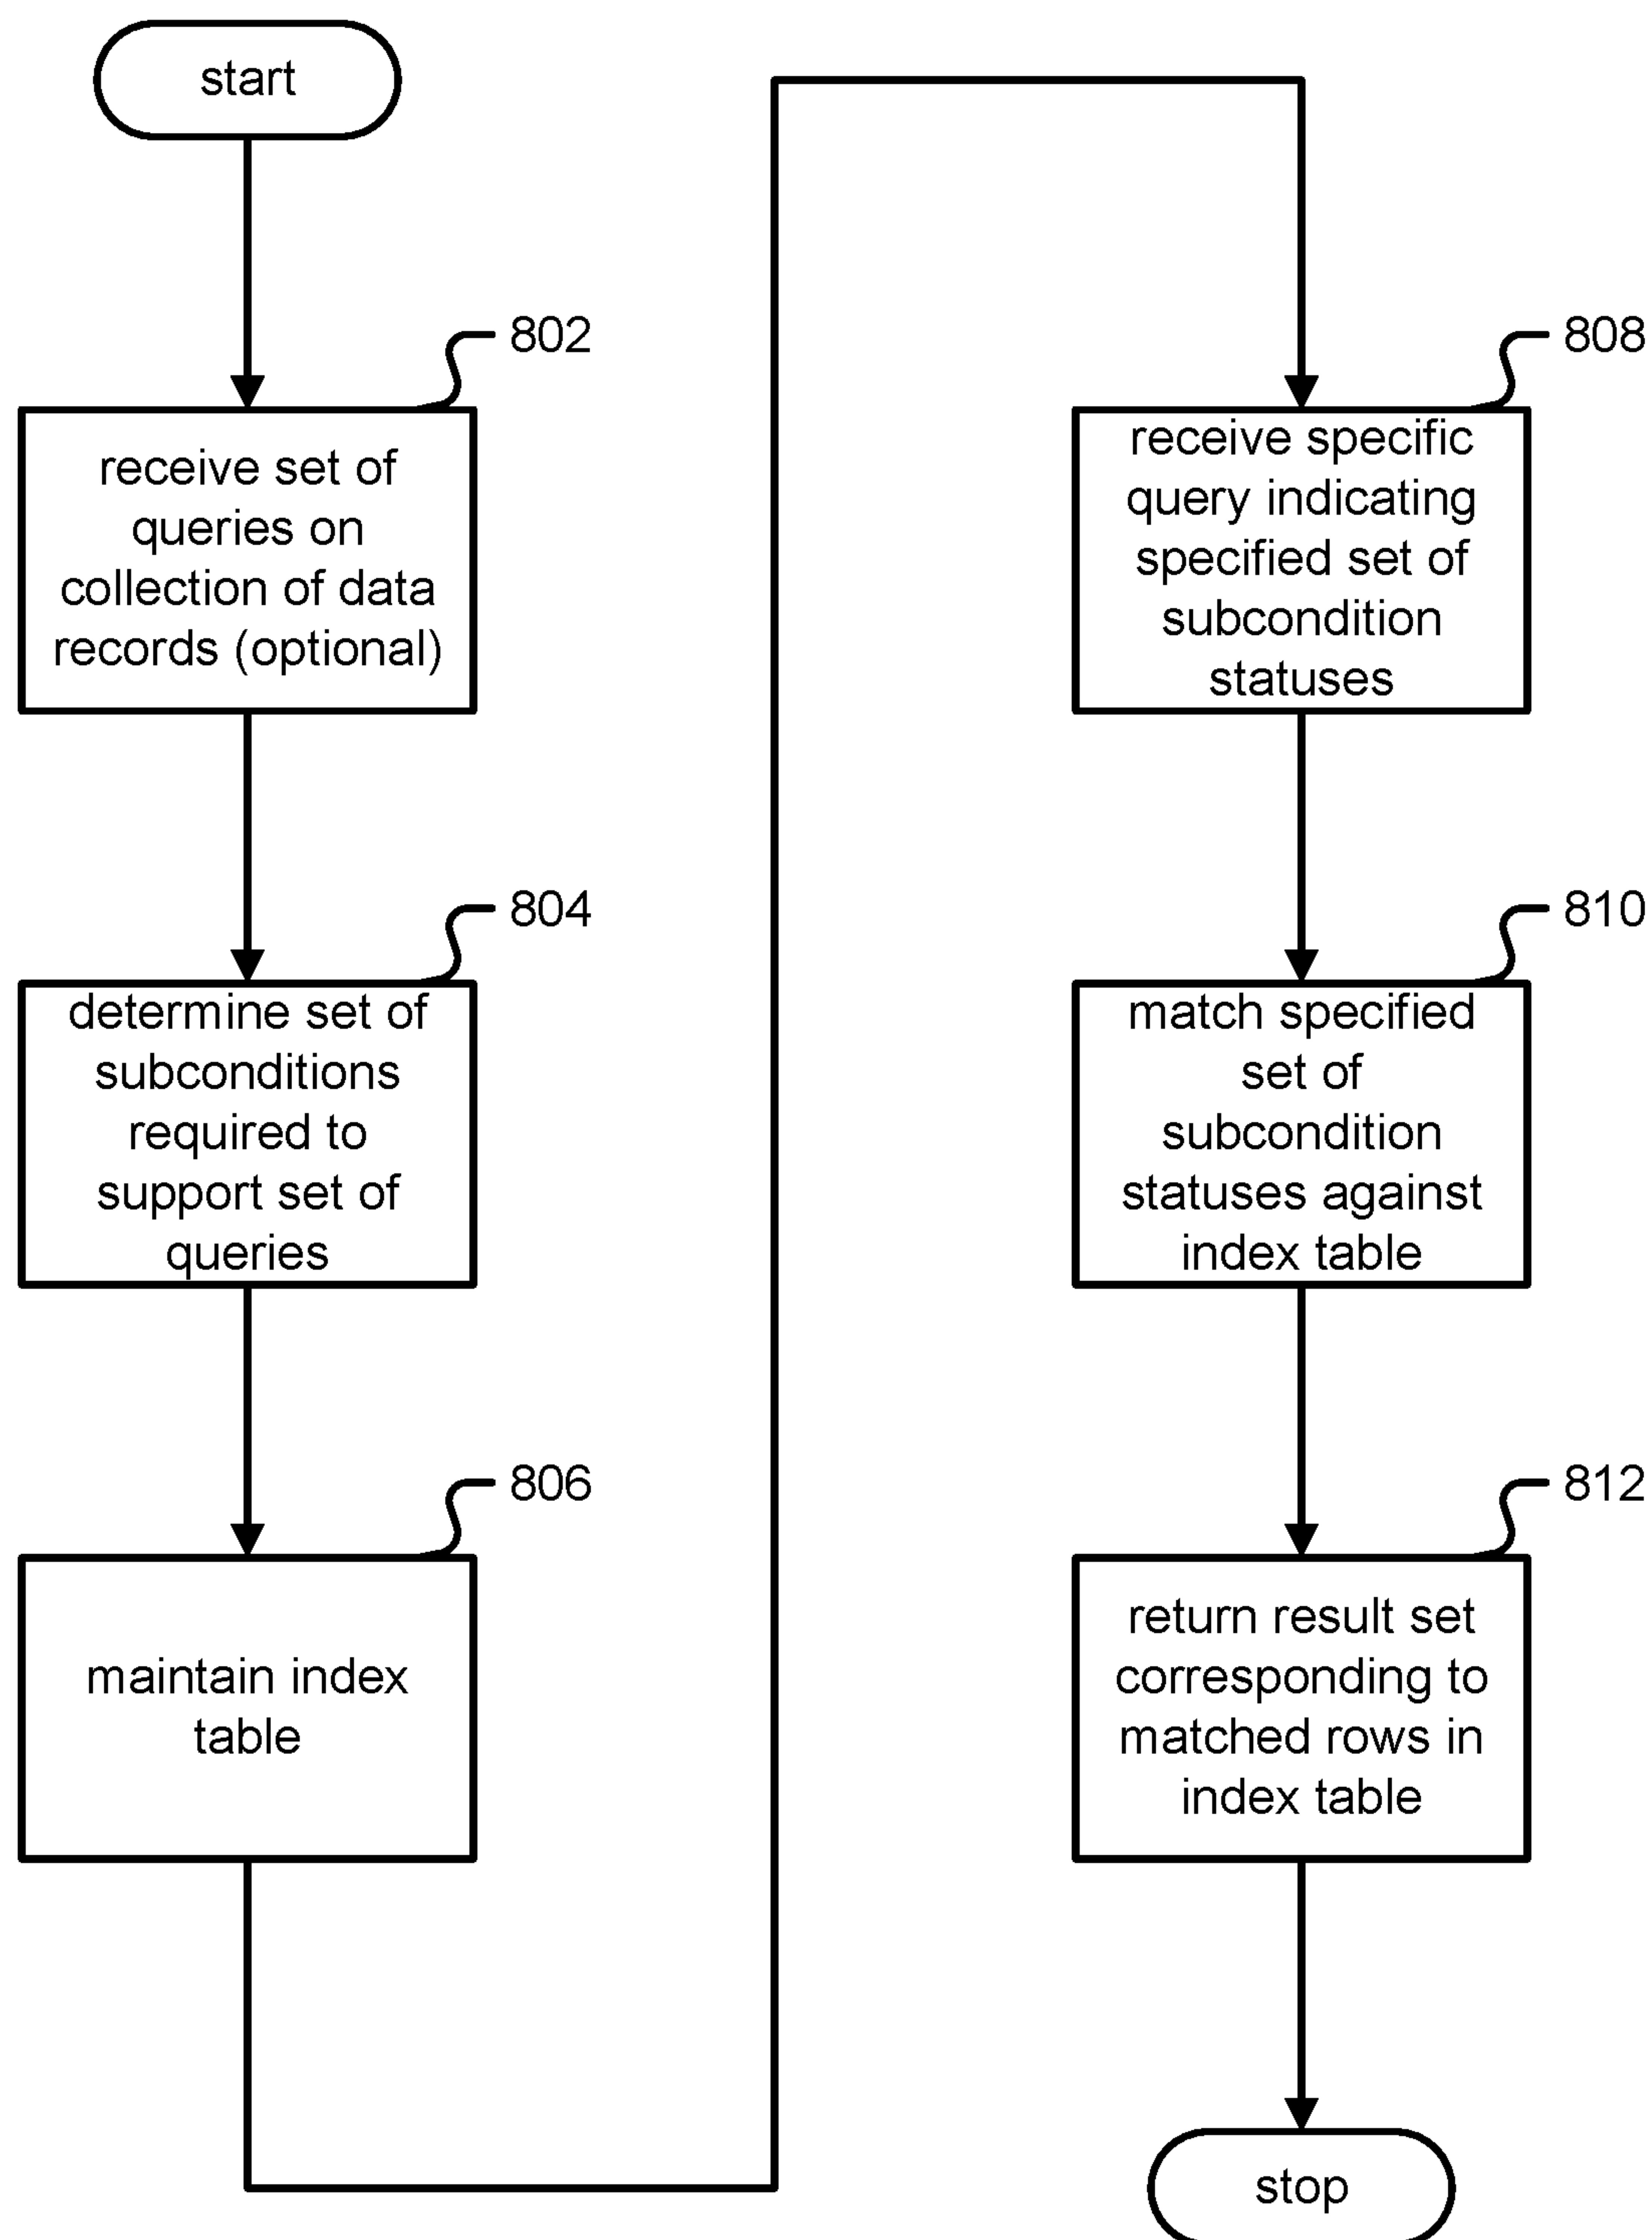 start
802
receive set of
queries on
collection of data
records (optional)
804
determine set of
subconditions
required to
support set of
queries
806
maintain index
table
808
receive specific
query indicating
specified set of
subcondition
statuses
810
match specified
set of
subcondition
statuses against
index table
812
return result set
corresponding to
matched rows in
index table
stop